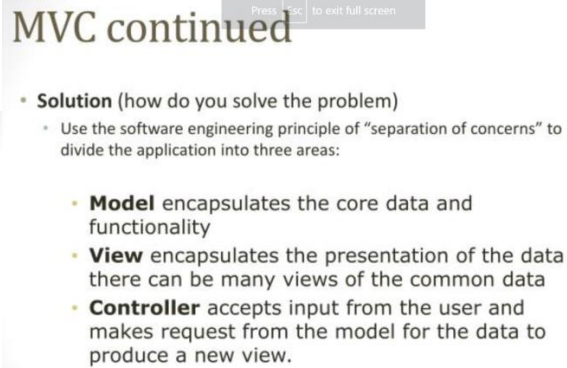 Press Esc to exit full screen
MVC continued
• Solution (how do you solve the problem)
• Use the software engineering principle of “separation of concerns” to
divide the application into three areas:
• Model encapsulates the core data and
functionality
• View encapsulates the presentation of the data
there can be many views of the common data
• Controller accepts input from the user and
makes request from the model for the data to
produce a new view.